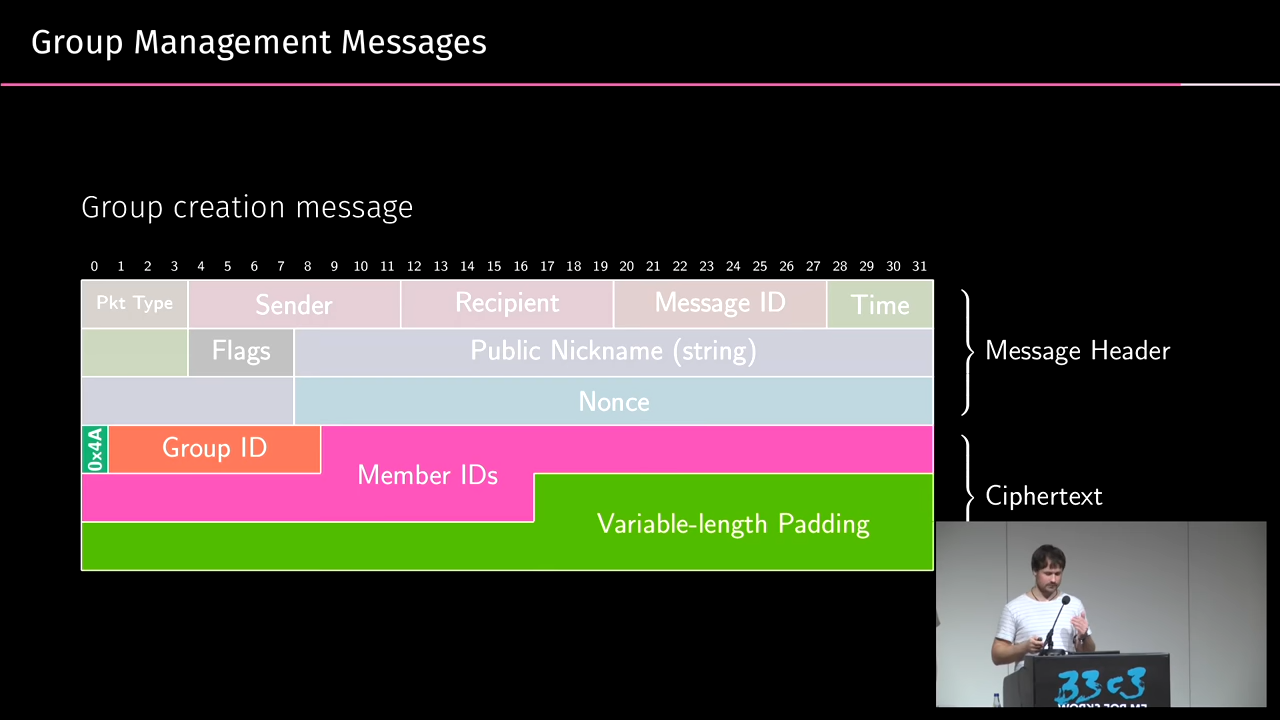 Group Management Messages
Group creation message
0 1 2 3 4 5 6 7 8 9 10 11 12 13 14 15 16 17 18 19 20 21 22 23 24 25 26 27 28 29 30 31
Pkt Type Sender Recipient Message ID Time
Flags Public Nickname (string)
Message Header
Nonce
0x4A Group ID
Member IDs
Ciphertext
Variable-length Padding
33c3